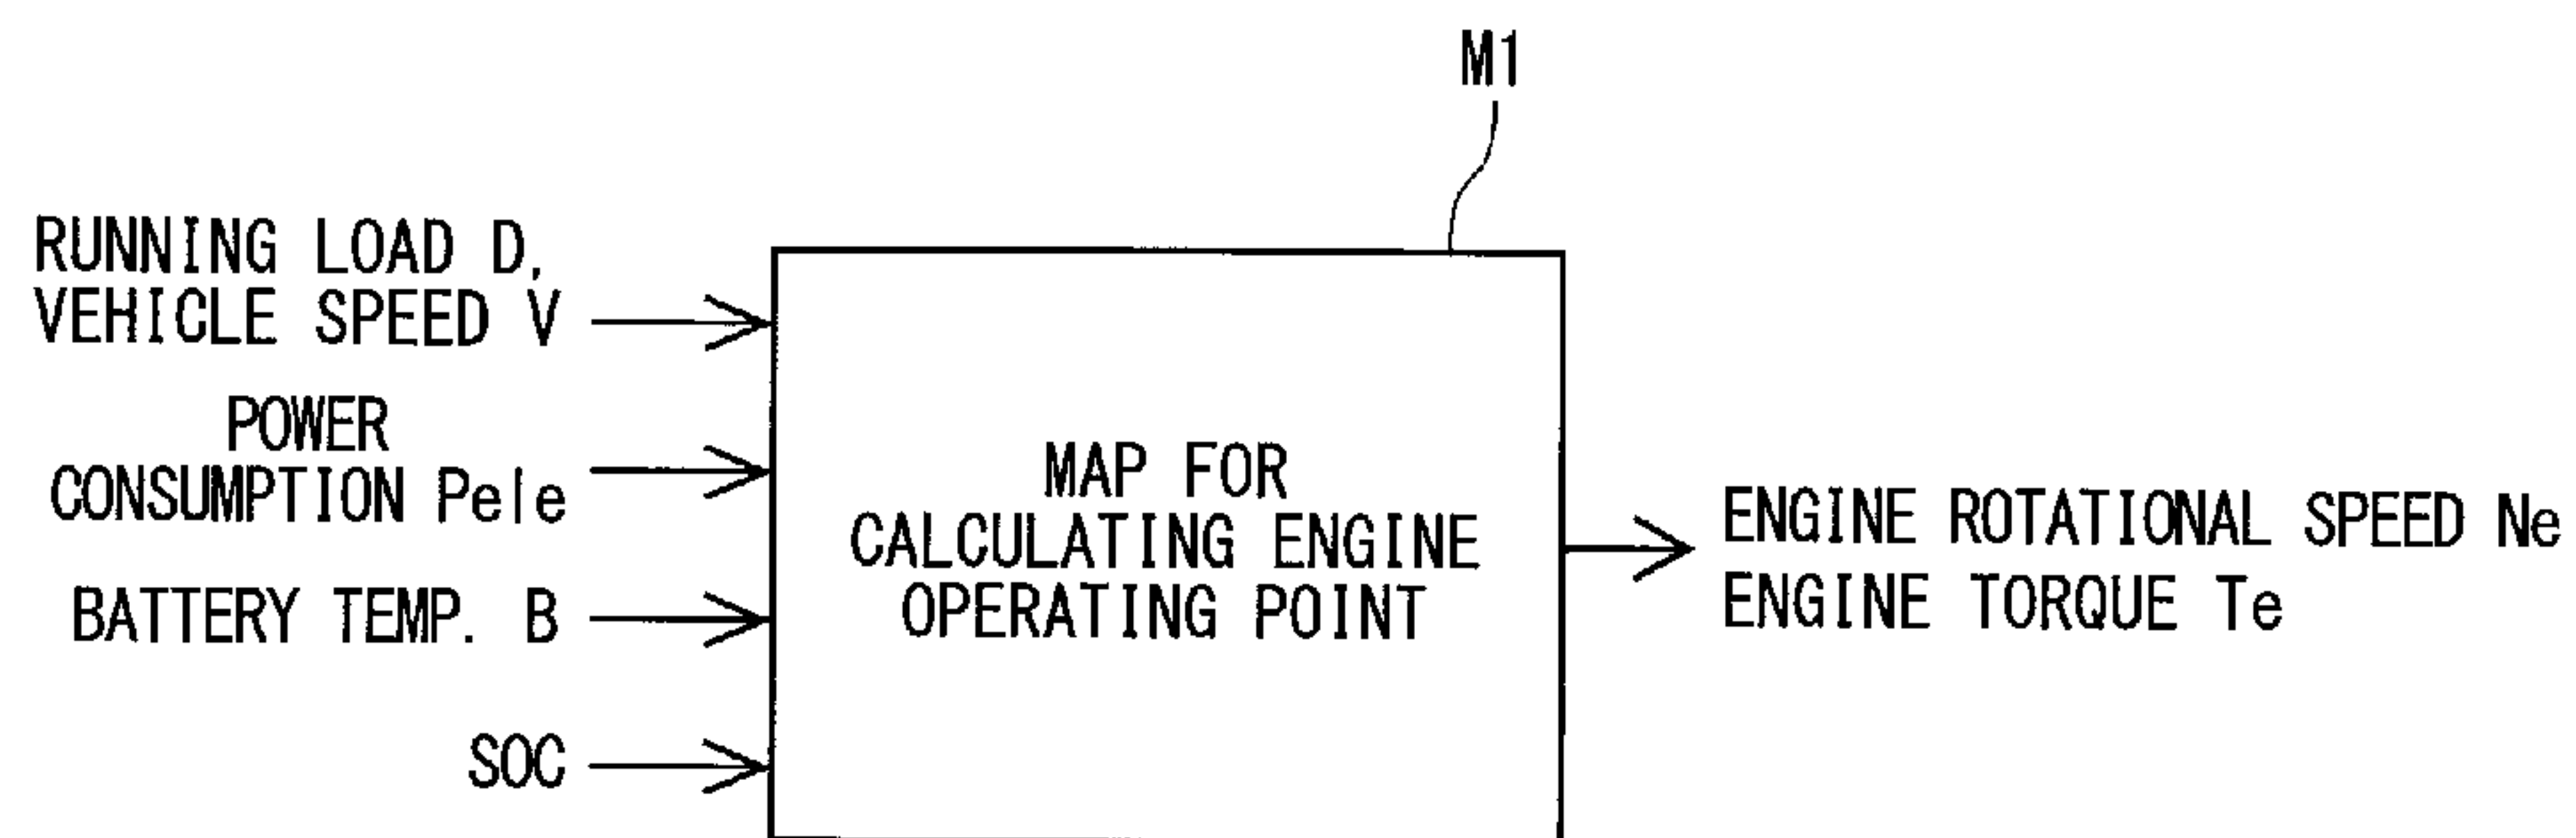 M1
RUNNING LOAD D,
VEHICLE SPEED V
POWER
CONSUMPTION Pele
BATTERY TEMP. B
SOC
MAP FOR
CALCULATING ENGINE
OPERATING POINT
ENGINE ROTATIONAL SPEED Ne
ENGINE TORQUE Te